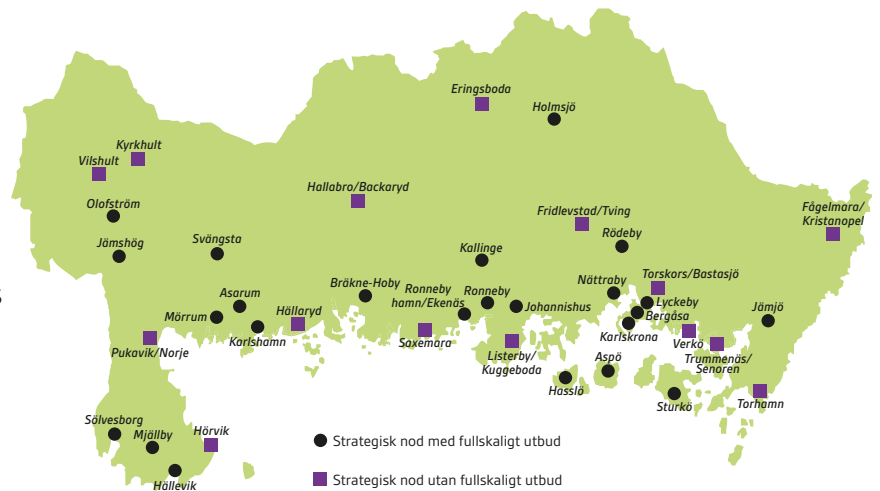 Eringsboda
Holmsjö
Kyrkhult
Vilshult
Hallabro/Backaryd
Olofström
Fridlevstad/Tving
Fågelmara/
Kristanopel
Rödeby
Jämshög
Svängsta
Kallinge
Torskors/Bastasjö
Nättraby
Bräkne-Hoby
Ronneby
hamn/Ekenäs
Ronneby
Asarum
Mörrum
Karlshamn
Hällaryd
Johannishus
Lyckeby
Bergåsa
Karlskrona
Jämjö
Saxemara
Verkö
Pukavik/Norje
Listerby/
Kuggeboda
Trummenäs/
Senoren
Aspö
Hasslö
Sturkö
Torhamn
Sölvesborg
Mjällby
Hörvik
Hällevik
Strategisk nod med fullskaligt utbud
Strategisk nod utan fullskaligt utbud
s